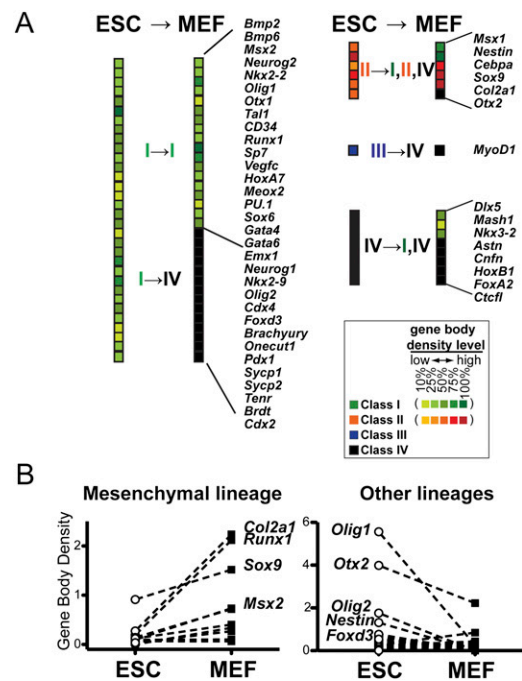 A
ESC → MEF
Bmp2
Bmp6
Msx2
Neurog2
Nkx2-2
Olig1
Otx1
Tal1
CD34
Runx1
Sp7
Vegfc
HoxA7
Meox2
PU.1
Sox6
Gata4
Gata6
Emx1
Neurog1
Nkx2-9
Olig2
Cdx4
Foxd3
Brachyury
Onecut1
Pdx1
Sycp1
Sycp2
Tenr
Brdt
Cdx2
I→I
I→IV
ESC → MEF
II→I,II,IV
Msx1
Nestin
Cebpa
Sox9
Col2a1
Otx2
III→IV
MyoD1
IV→I,IV
Dlx5
Mash1
Nkx3-2
Astn
Cnfn
HoxB1
FoxA2
Ctcfl
gene body
density level
low ↔ high
10% 25% 50% 75% 100%
Class I ( )
Class II ( )
Class III
Class IV
B
Mesenchymal lineage
Gene Body Density
2
1
0
Col2a1
Runx1
Sox9
Msx2
ESC MEF
Other lineages
6
4
2
0
Olig1
Otx2
Olig2
Nestin
Foxd3
ESC MEF